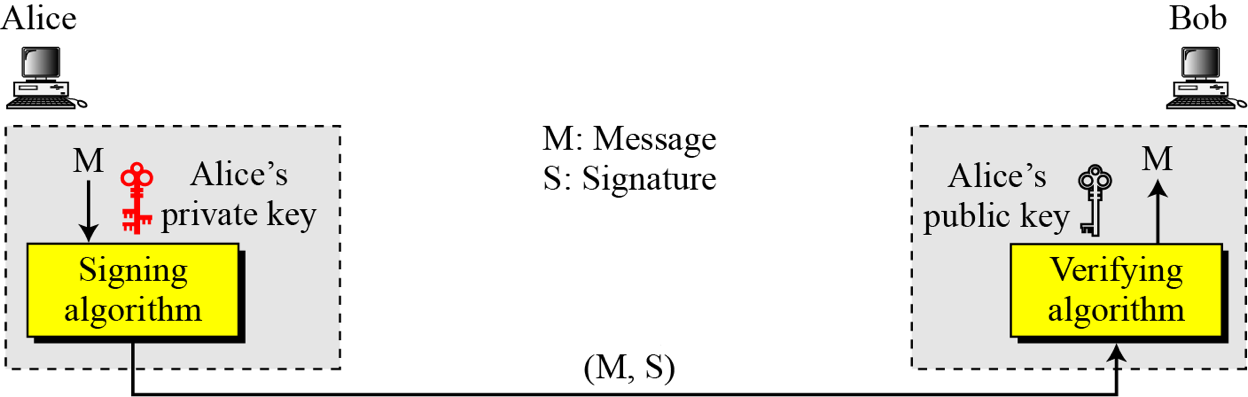 Alice
Bob
M: Message
S: Signature
M
Alice’s
private key
Signing
algorithm
Alice’s
public key
M
Verifying
algorithm
(M, S)